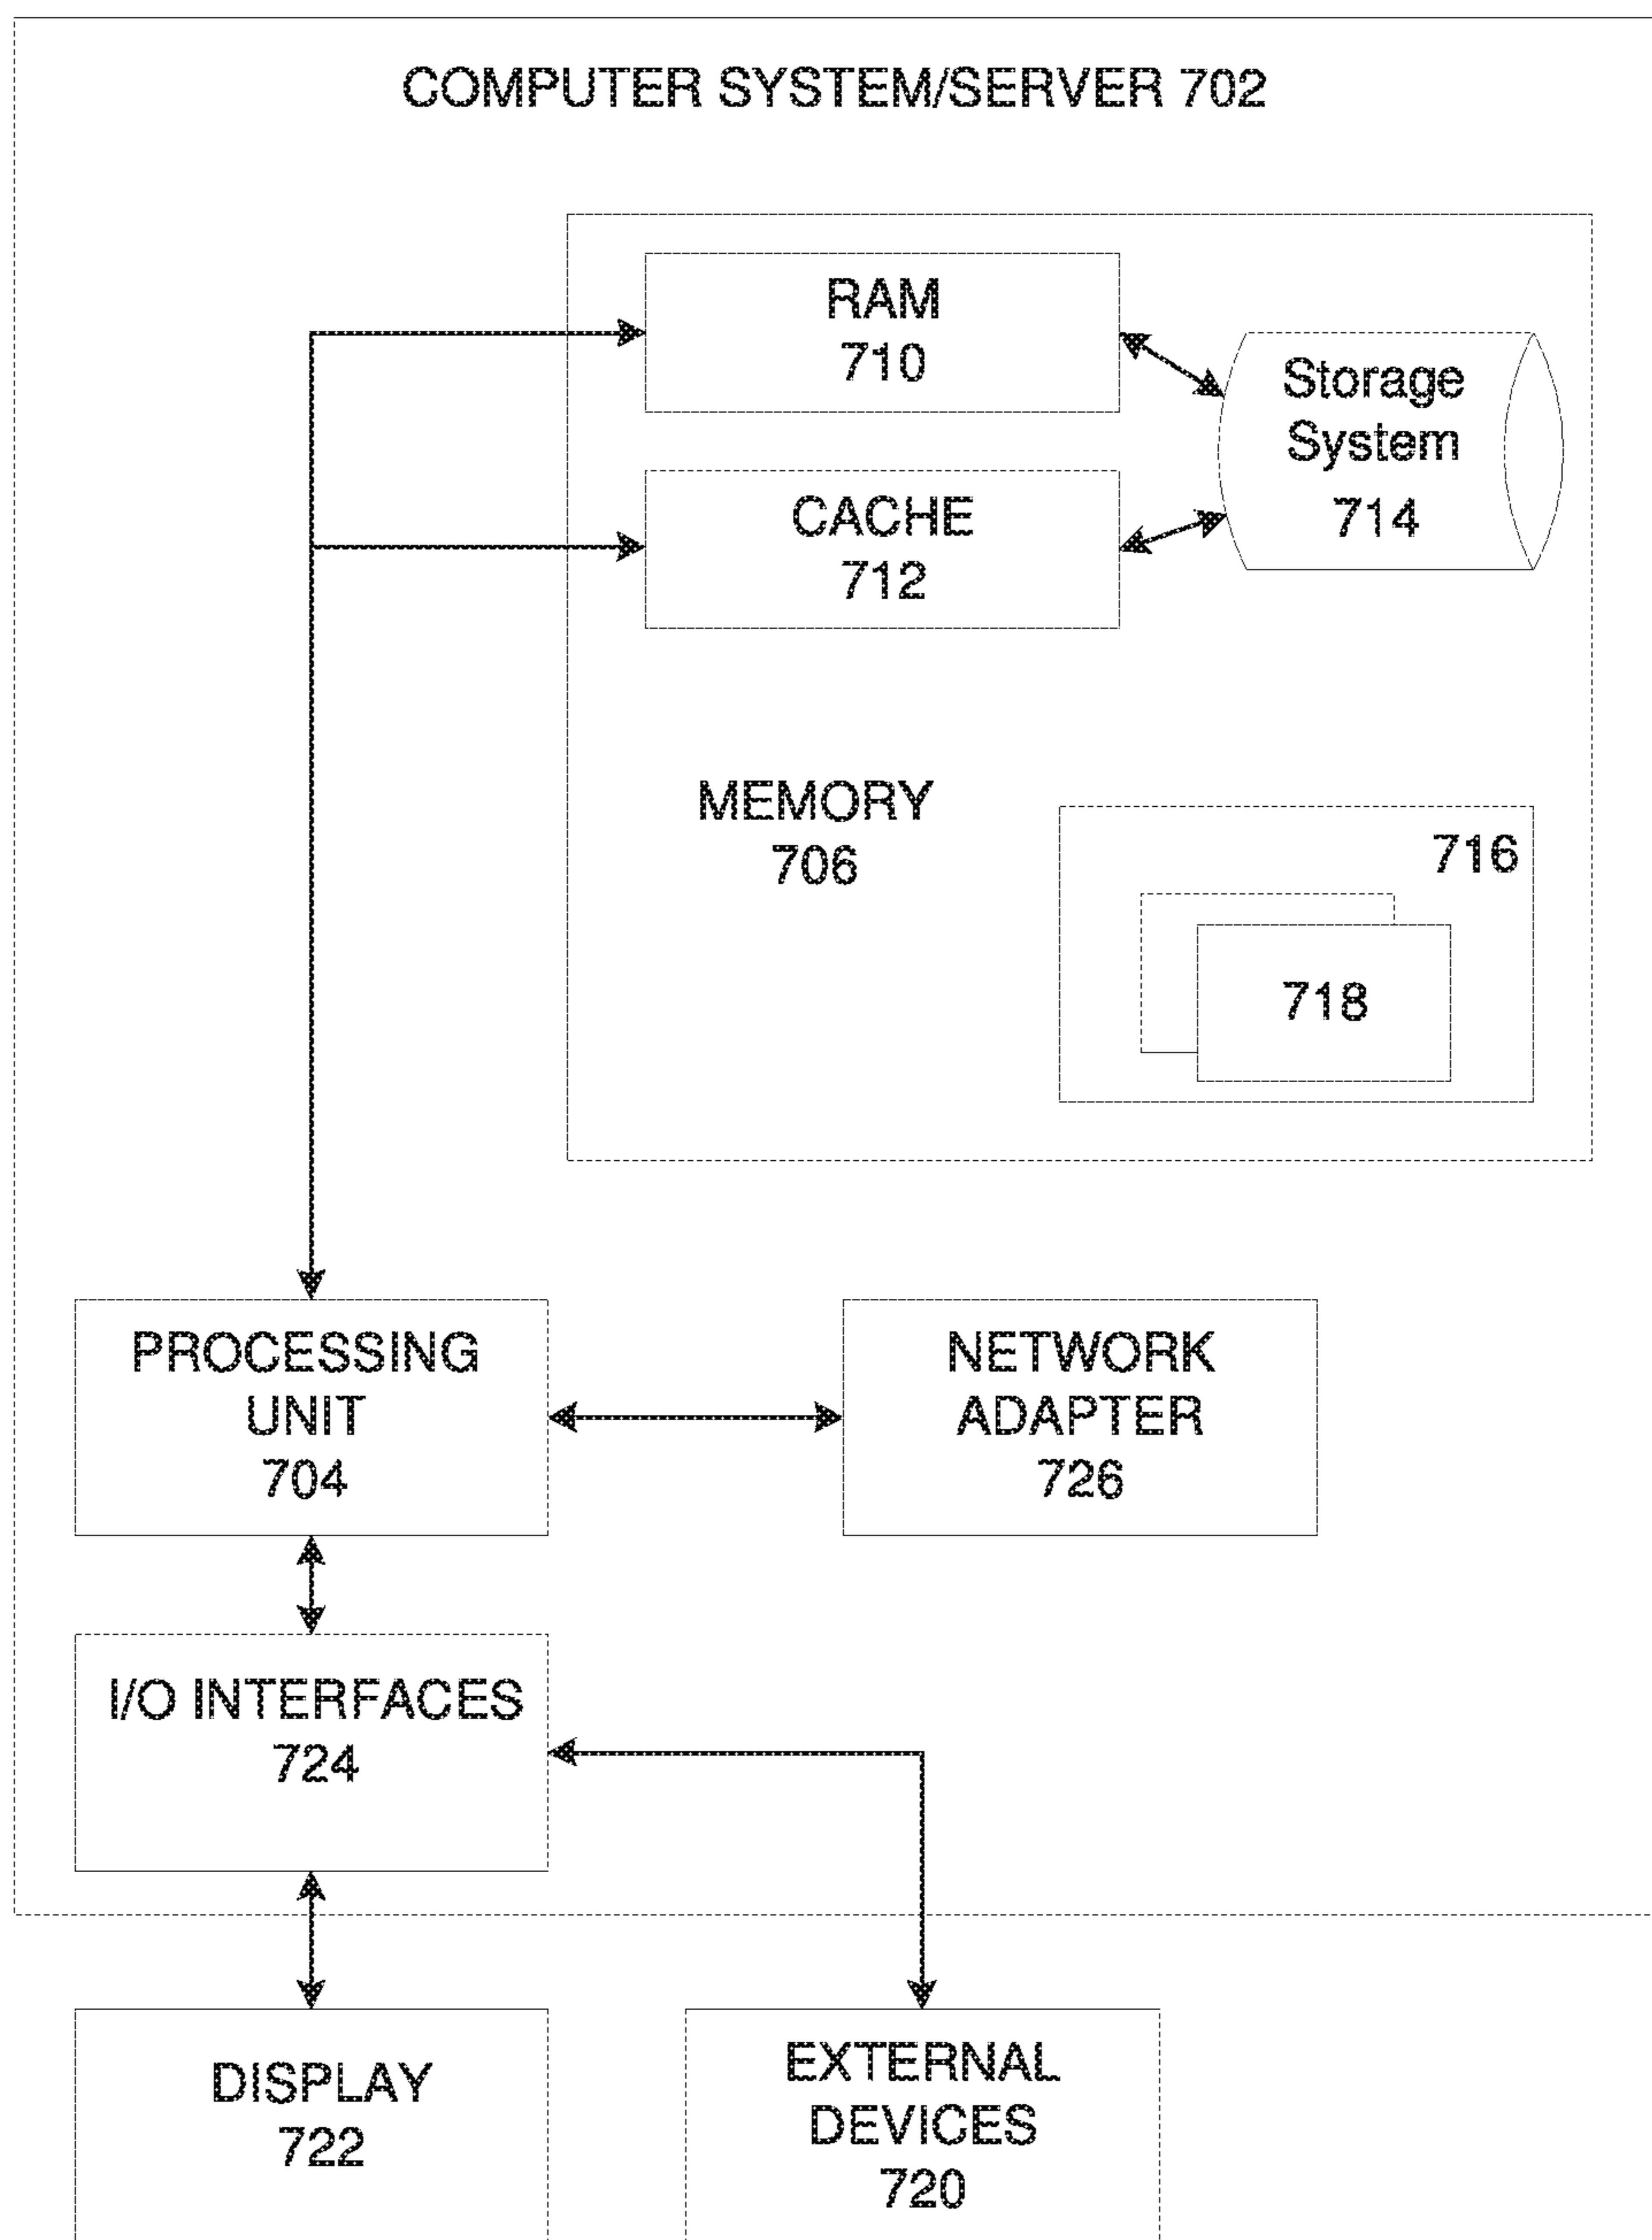 COMPUTER SYSTEM/SERVER 702
RAM
710
Storage
System
714
CACHE
712
MEMORY
706
716
718
PROCESSING
UNIT
704
NETWORK
ADAPTER
726
I/O INTERFACES
724
DISPLAY
722
EXTERNAL
DEVICES
720